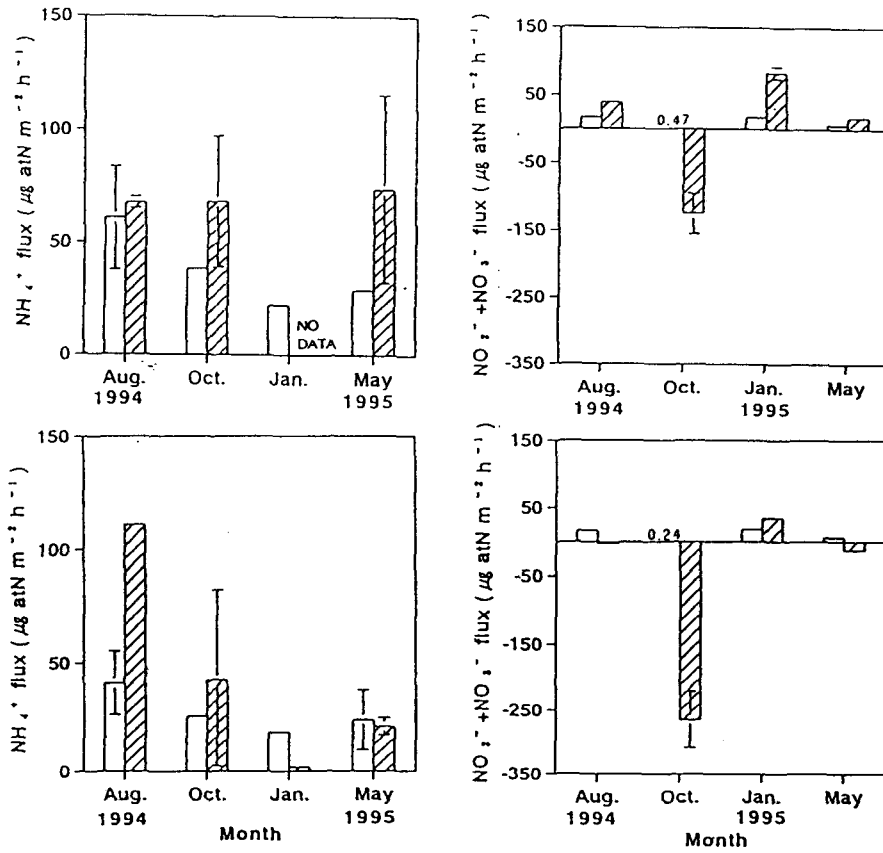 NH₄⁺ flux (μg atN m⁻² h⁻¹)
150
100
50
0
NO
DATA
Aug. Oct. Jan. May
1994 1995
NO₂⁻+NO₃⁻ flux (μg atN m⁻² h⁻¹)
150
50
-50
-150
-250
-350
0.47
Aug. Oct. Jan. May
1994 1995
NH₄⁺ flux (μg atN m⁻² h⁻¹)
150
100
50
0
Aug. Oct. Jan. May
1994 1995
Month
NO₂⁻+NO₃⁻ flux (μg atN m⁻² h⁻¹)
150
50
-50
-150
-250
-350
0.24
Aug. Oct. Jan. May
1994 1995
Month